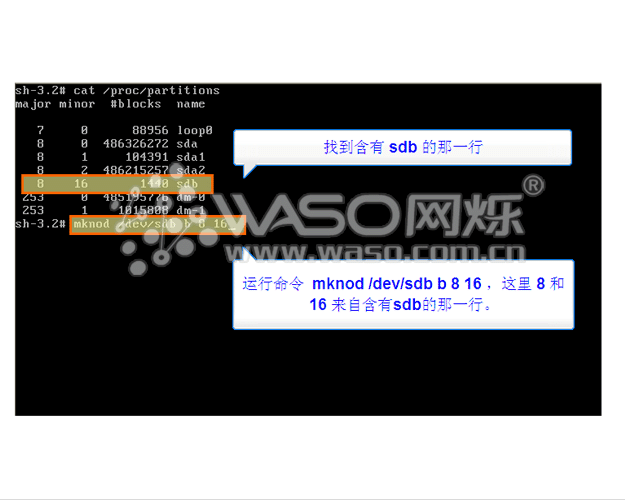 sh-3.2# cat /proc/partitions
major minor  #blocks  name
7     0      88956 loop0
8     0  486326272 sda
8     1     104391 sda1
8     2  486215257 sda2
8    16       1440 sdb
253     0  485195776 dm-0
253     1    1015808 dm-1
sh-3.2# mknod /dev/sdb b 8 16_
找到含有 sdb 的那一行
WASO网烁®
www.waso.com.cn
运行命令 mknod /dev/sdb b 8 16 ，这里 8 和
16 来自含有sdb的那一行。